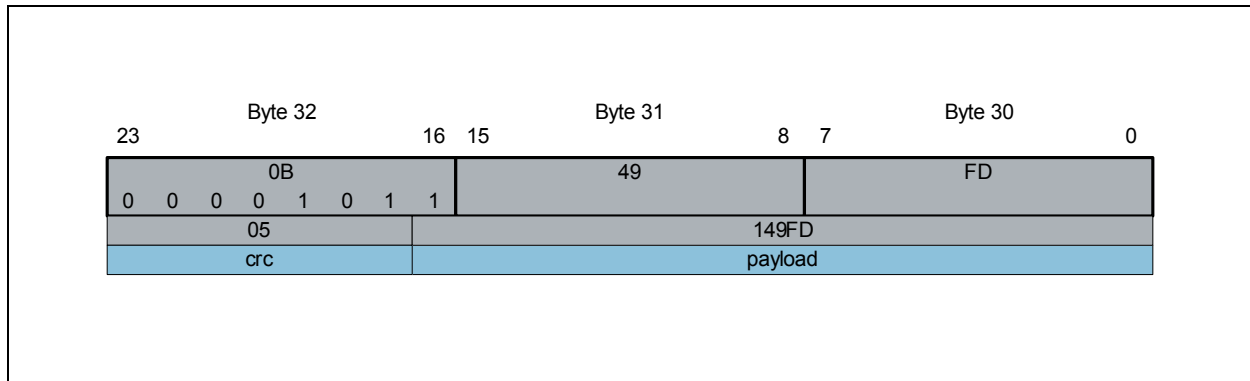 Byte 32 Byte 31 Byte 30
23 16 15 8 7 0
0B 49 FD
0 0 0 0 1 0 1 1
05 149FD
crc payload